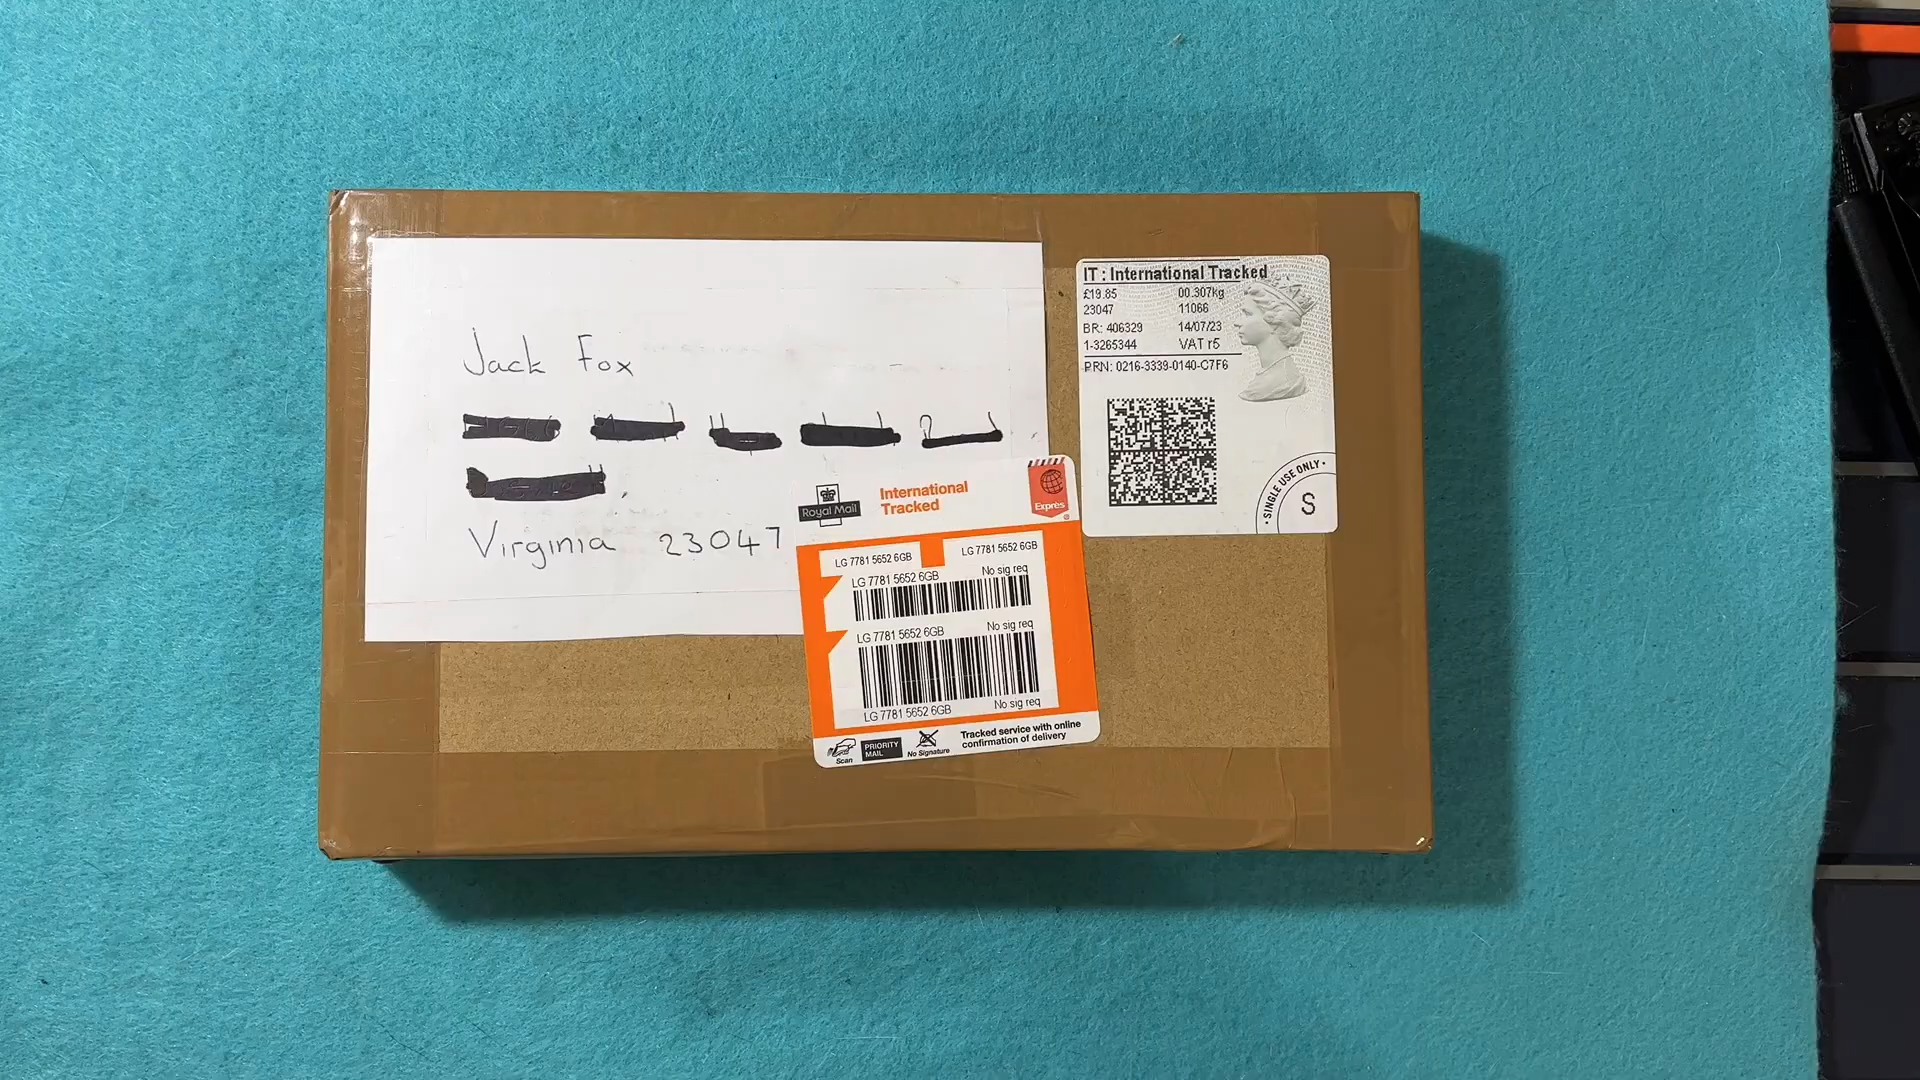 Jack Fox
Virginia 23047
IT : International Tracked
£19.85 00.307kg
23047 11066
BR: 406329 14/07/23
1-3265344 VAT r5
PRN: 0216-3339-0140-C7F6
• SINGLE USE ONLY •
S
Royal Mail
International
Tracked
Exprès
LG 7781 5652 6GB LG 7781 5652 6GB
LG 7781 5652 6GB No sig req
LG 7781 5652 6GB No sig req
LG 7781 5652 6GB No sig req
Scan
PRIORITY
MAIL
No Signature
Tracked service with online
confirmation of delivery